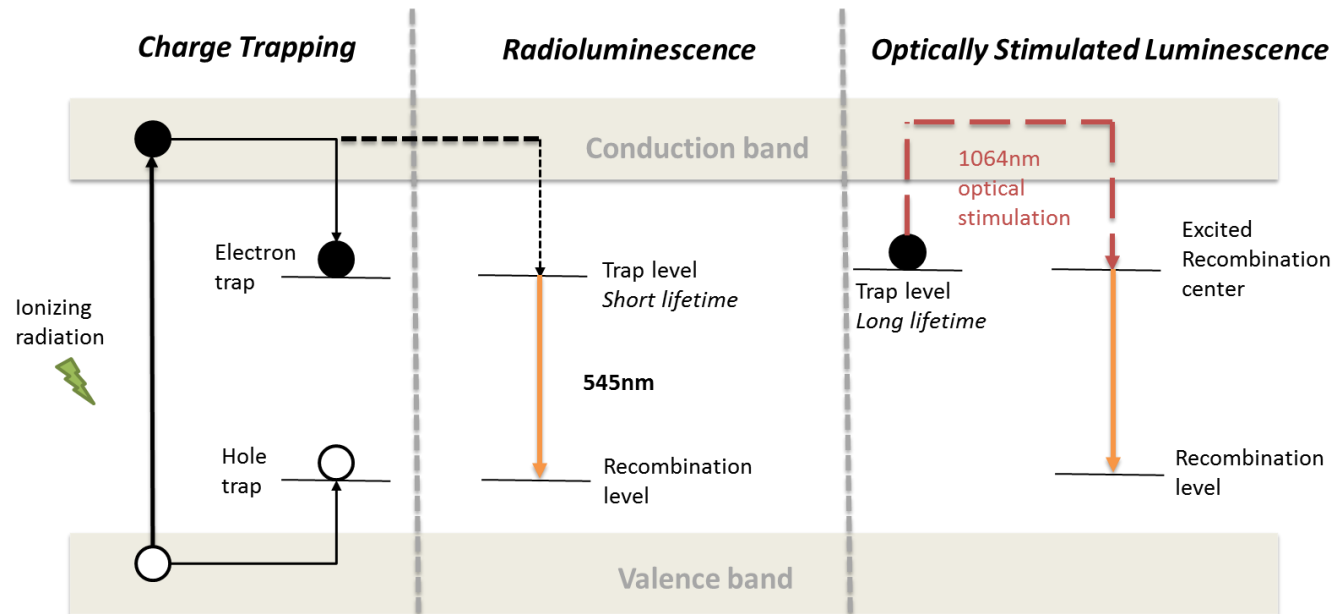 Charge Trapping
Radioluminescence
Optically Stimulated Luminescence
Conduction band
1064nm
optical
stimulation
Electron
trap
Trap level
Short lifetime
Trap level
Long lifetime
Excited
Recombination
center
Ionizing
radiation
545nm
Hole
trap
Recombination
level
Recombination
level
Valence band